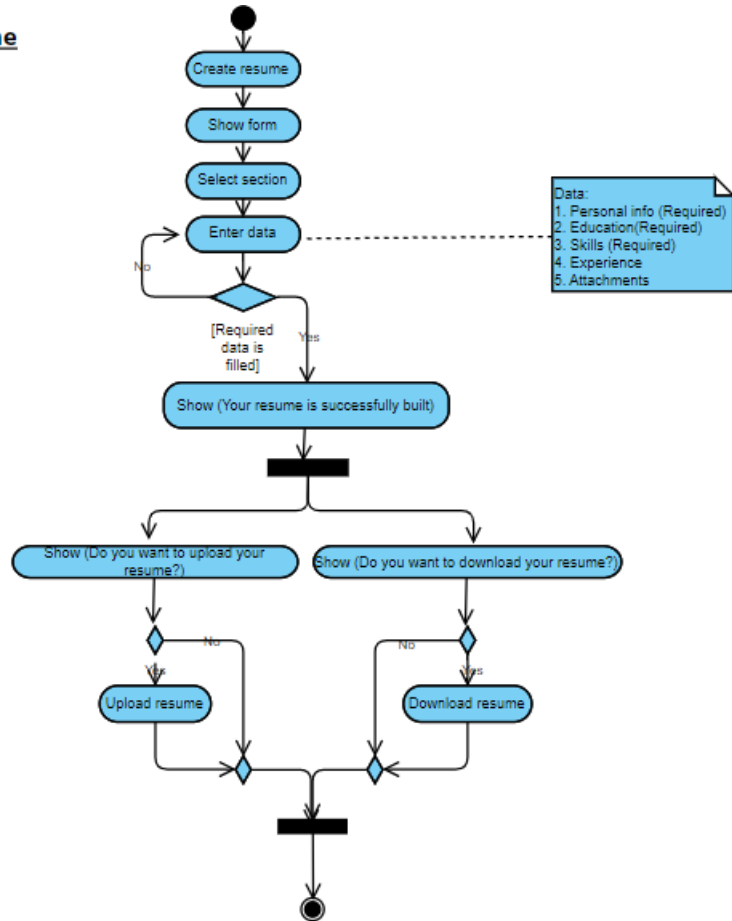 ne
Create resume
Show form
Select section
Enter data
Data:
1. Personal info (Required)
2. Education(Required)
3. Skills (Required)
4. Experience
5. Attachments
No
[Required
data is
filled]
Yes
Show (Your resume is successfully built)
Show (Do you want to upload your
resume?)
Show (Do you want to download your resume?)
No
No
Yes
Yes
Upload resume
Download resume